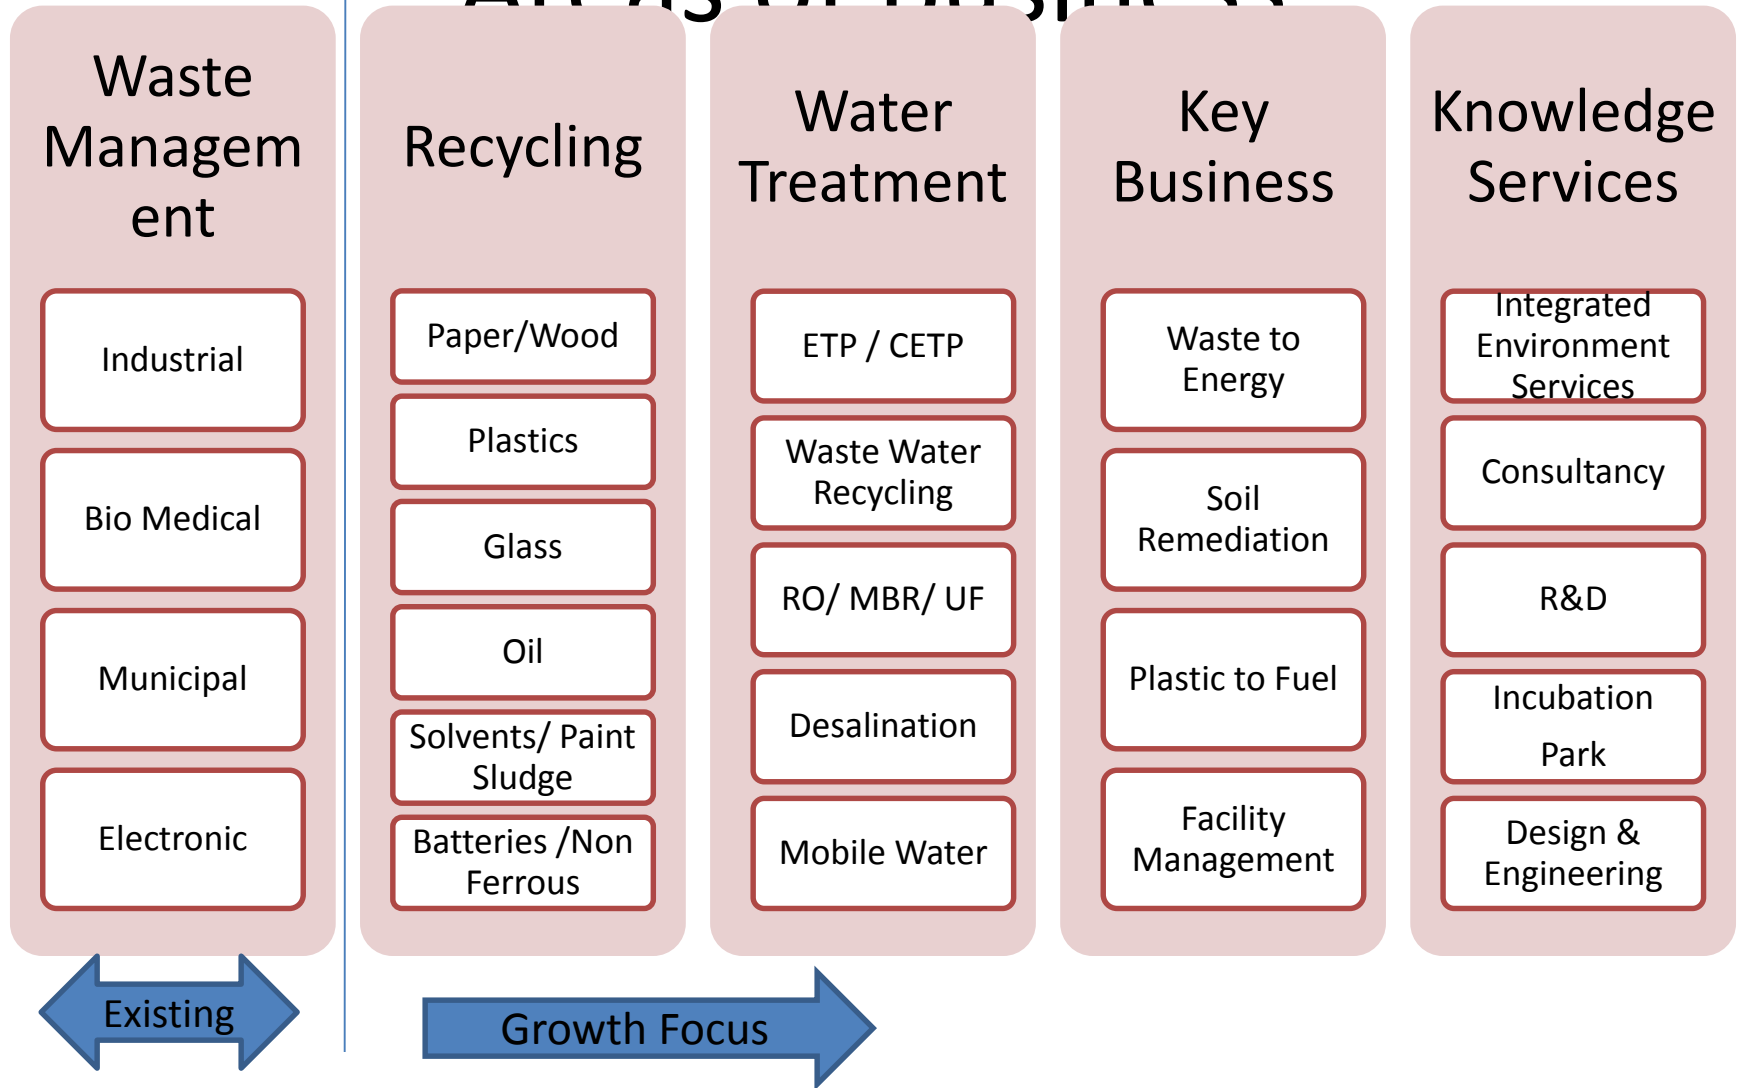 Areas of Business
Waste
Managem
ent
Industrial
Bio Medical
Municipal
Electronic
Recycling
Paper/Wood
Plastics
Glass
Oil
Solvents/ Paint
Sludge
Batteries /Non
Ferrous
Water
Treatment
ETP / CETP
Waste Water
Recycling
RO/ MBR/ UF
Desalination
Mobile Water
Key
Business
Waste to
Energy
Soil
Remediation
Plastic to Fuel
Facility
Management
Knowledge
Services
Integrated
Environment
Services
Consultancy
R&D
Incubation
Park
Design &
Engineering
Existing
Growth Focus